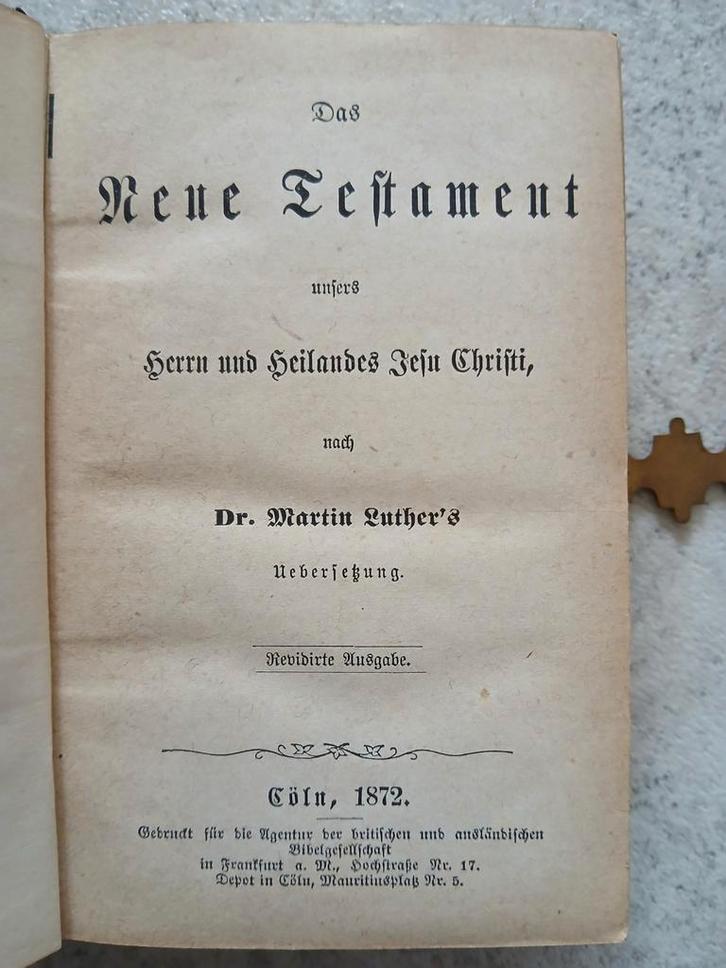 Das
Neue Testament
unsers
Herrn und Heilandes Jesu Christi,
nach
Dr. Martin Luther's
Uebersetzung.
Revidirte Ausgabe.
Cöln, 1872.
Gedruckt für die Agentur der britischen und ausländischen
Bibelgesellschaft
in Frankfurt a. M., Hochstraße Nr. 17.
Depot in Cöln, Mauritiusplatz Nr. 5.